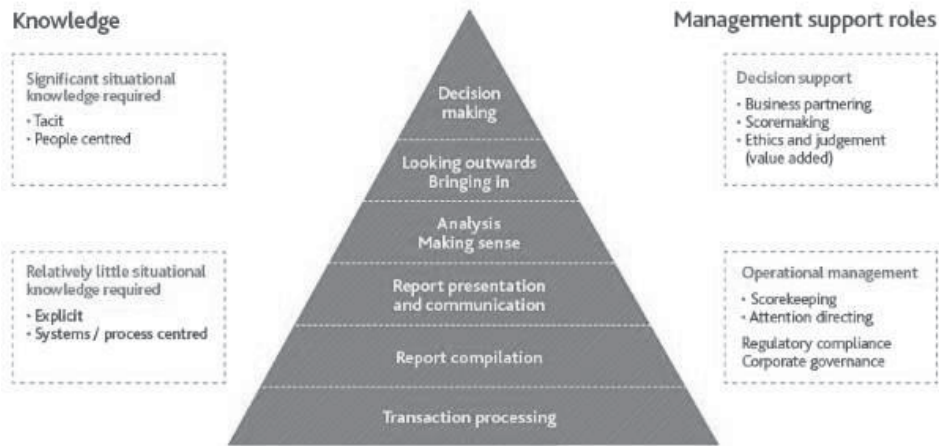 Knowledge
Significant situational
knowledge required
• Tacit
• People centred
Relatively little situational
knowledge required
• Explicit
• Systems / process centred
Decision
making
Looking outwards
Bringing in
Analysis
Making sense
Report presentation
and communication
Report compilation
Transaction processing
Management support roles
Decision support
• Business partnering
• Scoremaking
• Ethics and judgement
(value added)
Operational management
• Scorekeeping
• Attention directing
Regulatory compliance
Corporate governance